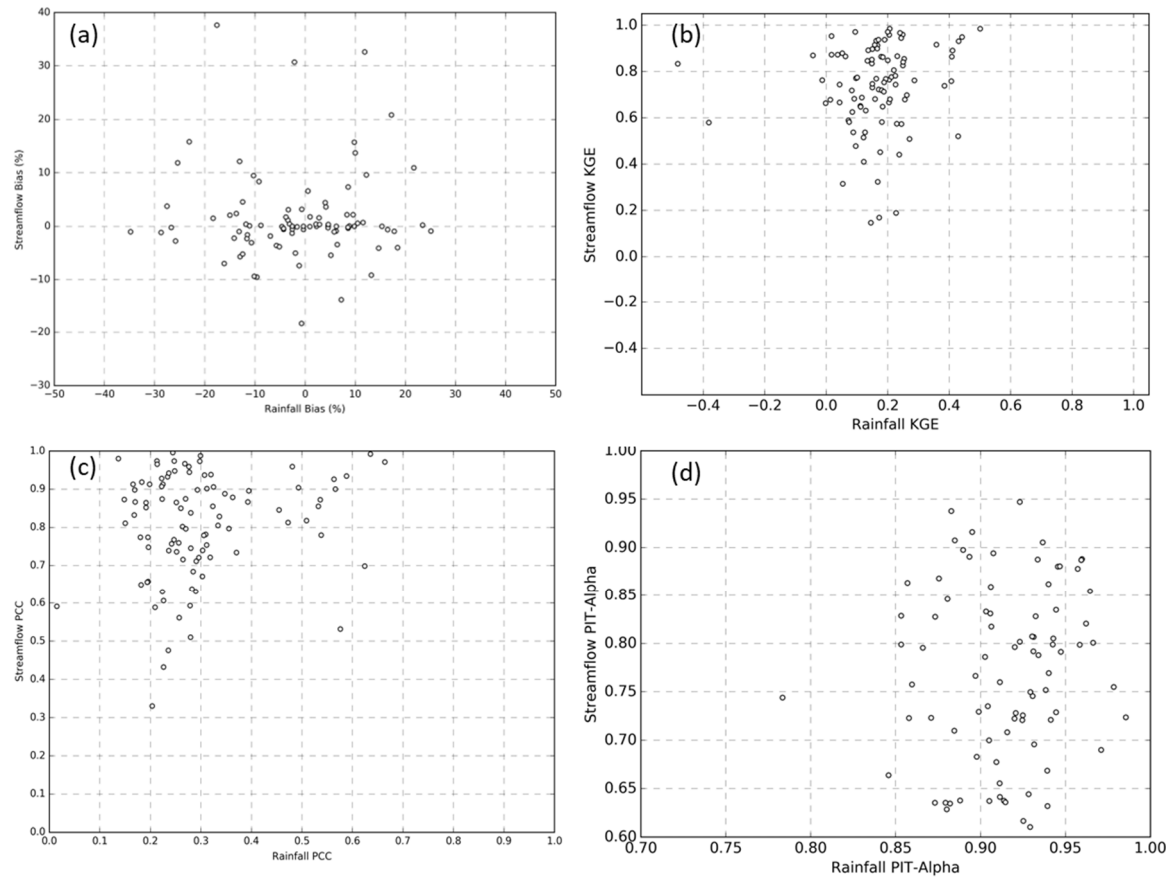 (a)
40
30
20
10
0
−10
−20
−30
Streamflow Bias (%)
−50 −40 −30 −20 −10 0 10 20 30 40 50
Rainfall Bias (%)
(b)
1.0
0.8
0.6
0.4
0.2
0.0
−0.2
−0.4
Streamflow KGE
−0.4 −0.2 0.0 0.2 0.4 0.6 0.8 1.0
Rainfall KGE
(c)
1.0
0.9
0.8
0.7
0.6
0.5
0.4
0.3
0.2
0.1
0.0
Streamflow PCC
0.0 0.1 0.2 0.3 0.4 0.5 0.6 0.7 0.8 0.9 1.0
Rainfall PCC
(d)
1.00
0.95
0.90
0.85
0.80
0.75
0.70
0.65
0.60
Streamflow PIT-Alpha
0.70 0.75 0.80 0.85 0.90 0.95 1.00
Rainfall PIT-Alpha